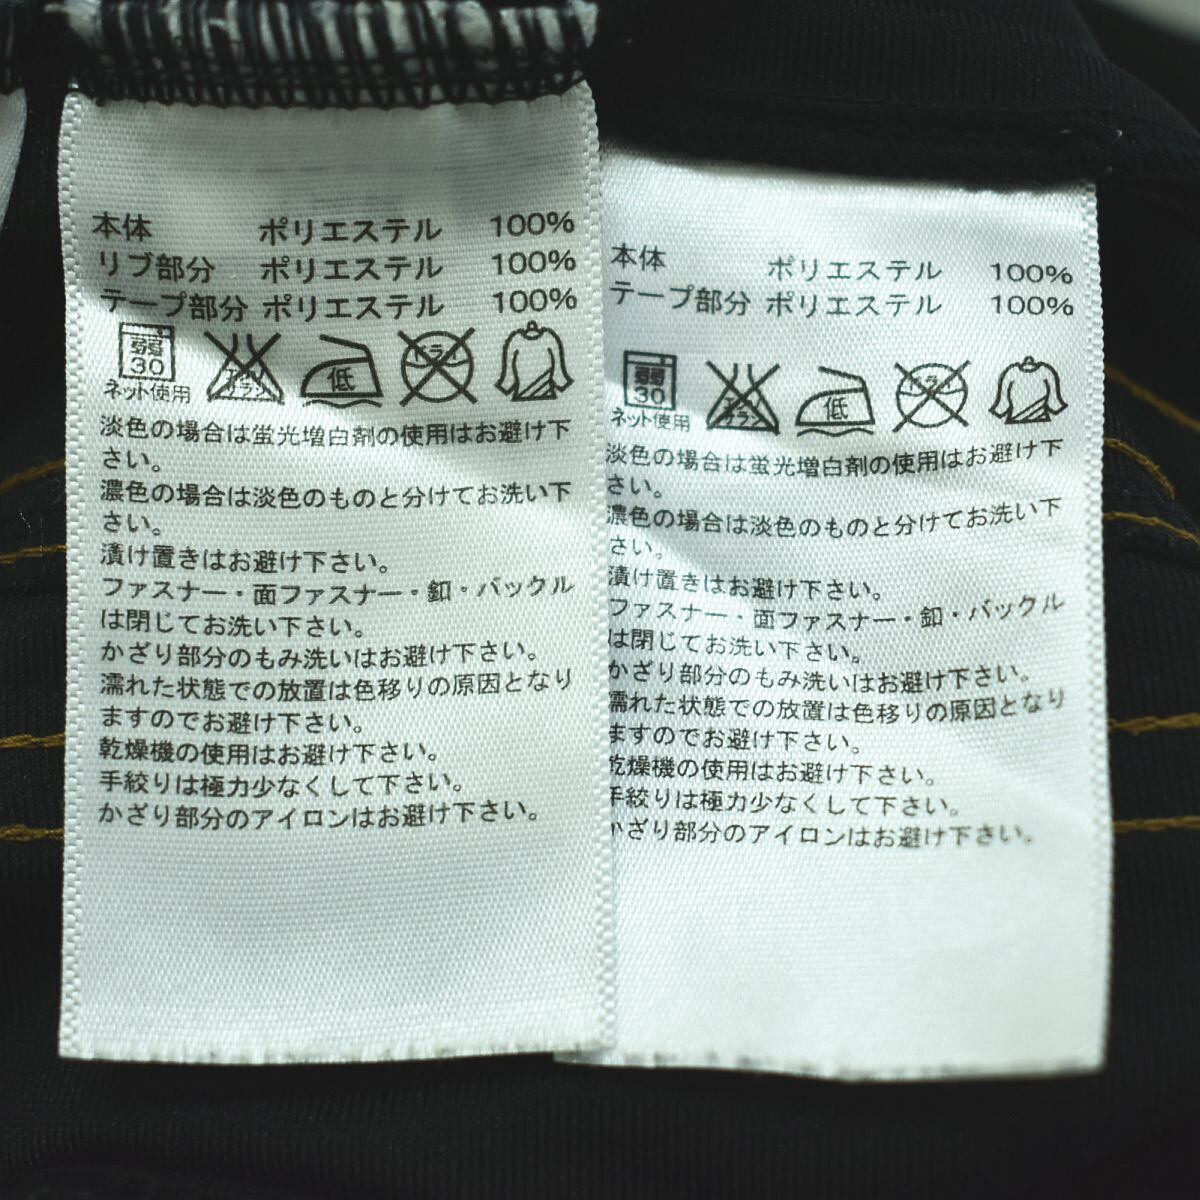 本体 ポリエステル 100%
リブ部分 ポリエステル 100%
テープ部分 ポリエステル 100%
弱
30
ネット使用
エンソ
サラシ
低
ドライ
淡色の場合は蛍光増白剤の使用はお避け下
さい。
濃色の場合は淡色のものと分けてお洗い下
さい。
漬け置きはお避け下さい。
ファスナー・面ファスナー・釦・バックル
は閉じてお洗い下さい。
かざり部分のもみ洗いはお避け下さい。
濡れた状態での放置は色移りの原因となり
ますのでお避け下さい。
乾燥機の使用はお避け下さい。
手絞りは極力少なくして下さい。
かざり部分のアイロンはお避け下さい。
本体 ポリエステル 100%
テープ部分 ポリエステル 100%
弱
30
ネット使用
エンソ
サラシ
低
ドライ
淡色の場合は蛍光増白剤の使用はお避け下
さい。
濃色の場合は淡色のものと分けてお洗い下
さい。
漬け置きはお避け下さい。
ファスナー・面ファスナー・釦・バックル
は閉じてお洗い下さい。
かざり部分のもみ洗いはお避け下さい。
濡れた状態での放置は色移りの原因となり
ますのでお避け下さい。
乾燥機の使用はお避け下さい。
手絞りは極力少なくして下さい。
かざり部分のアイロンはお避け下さい。